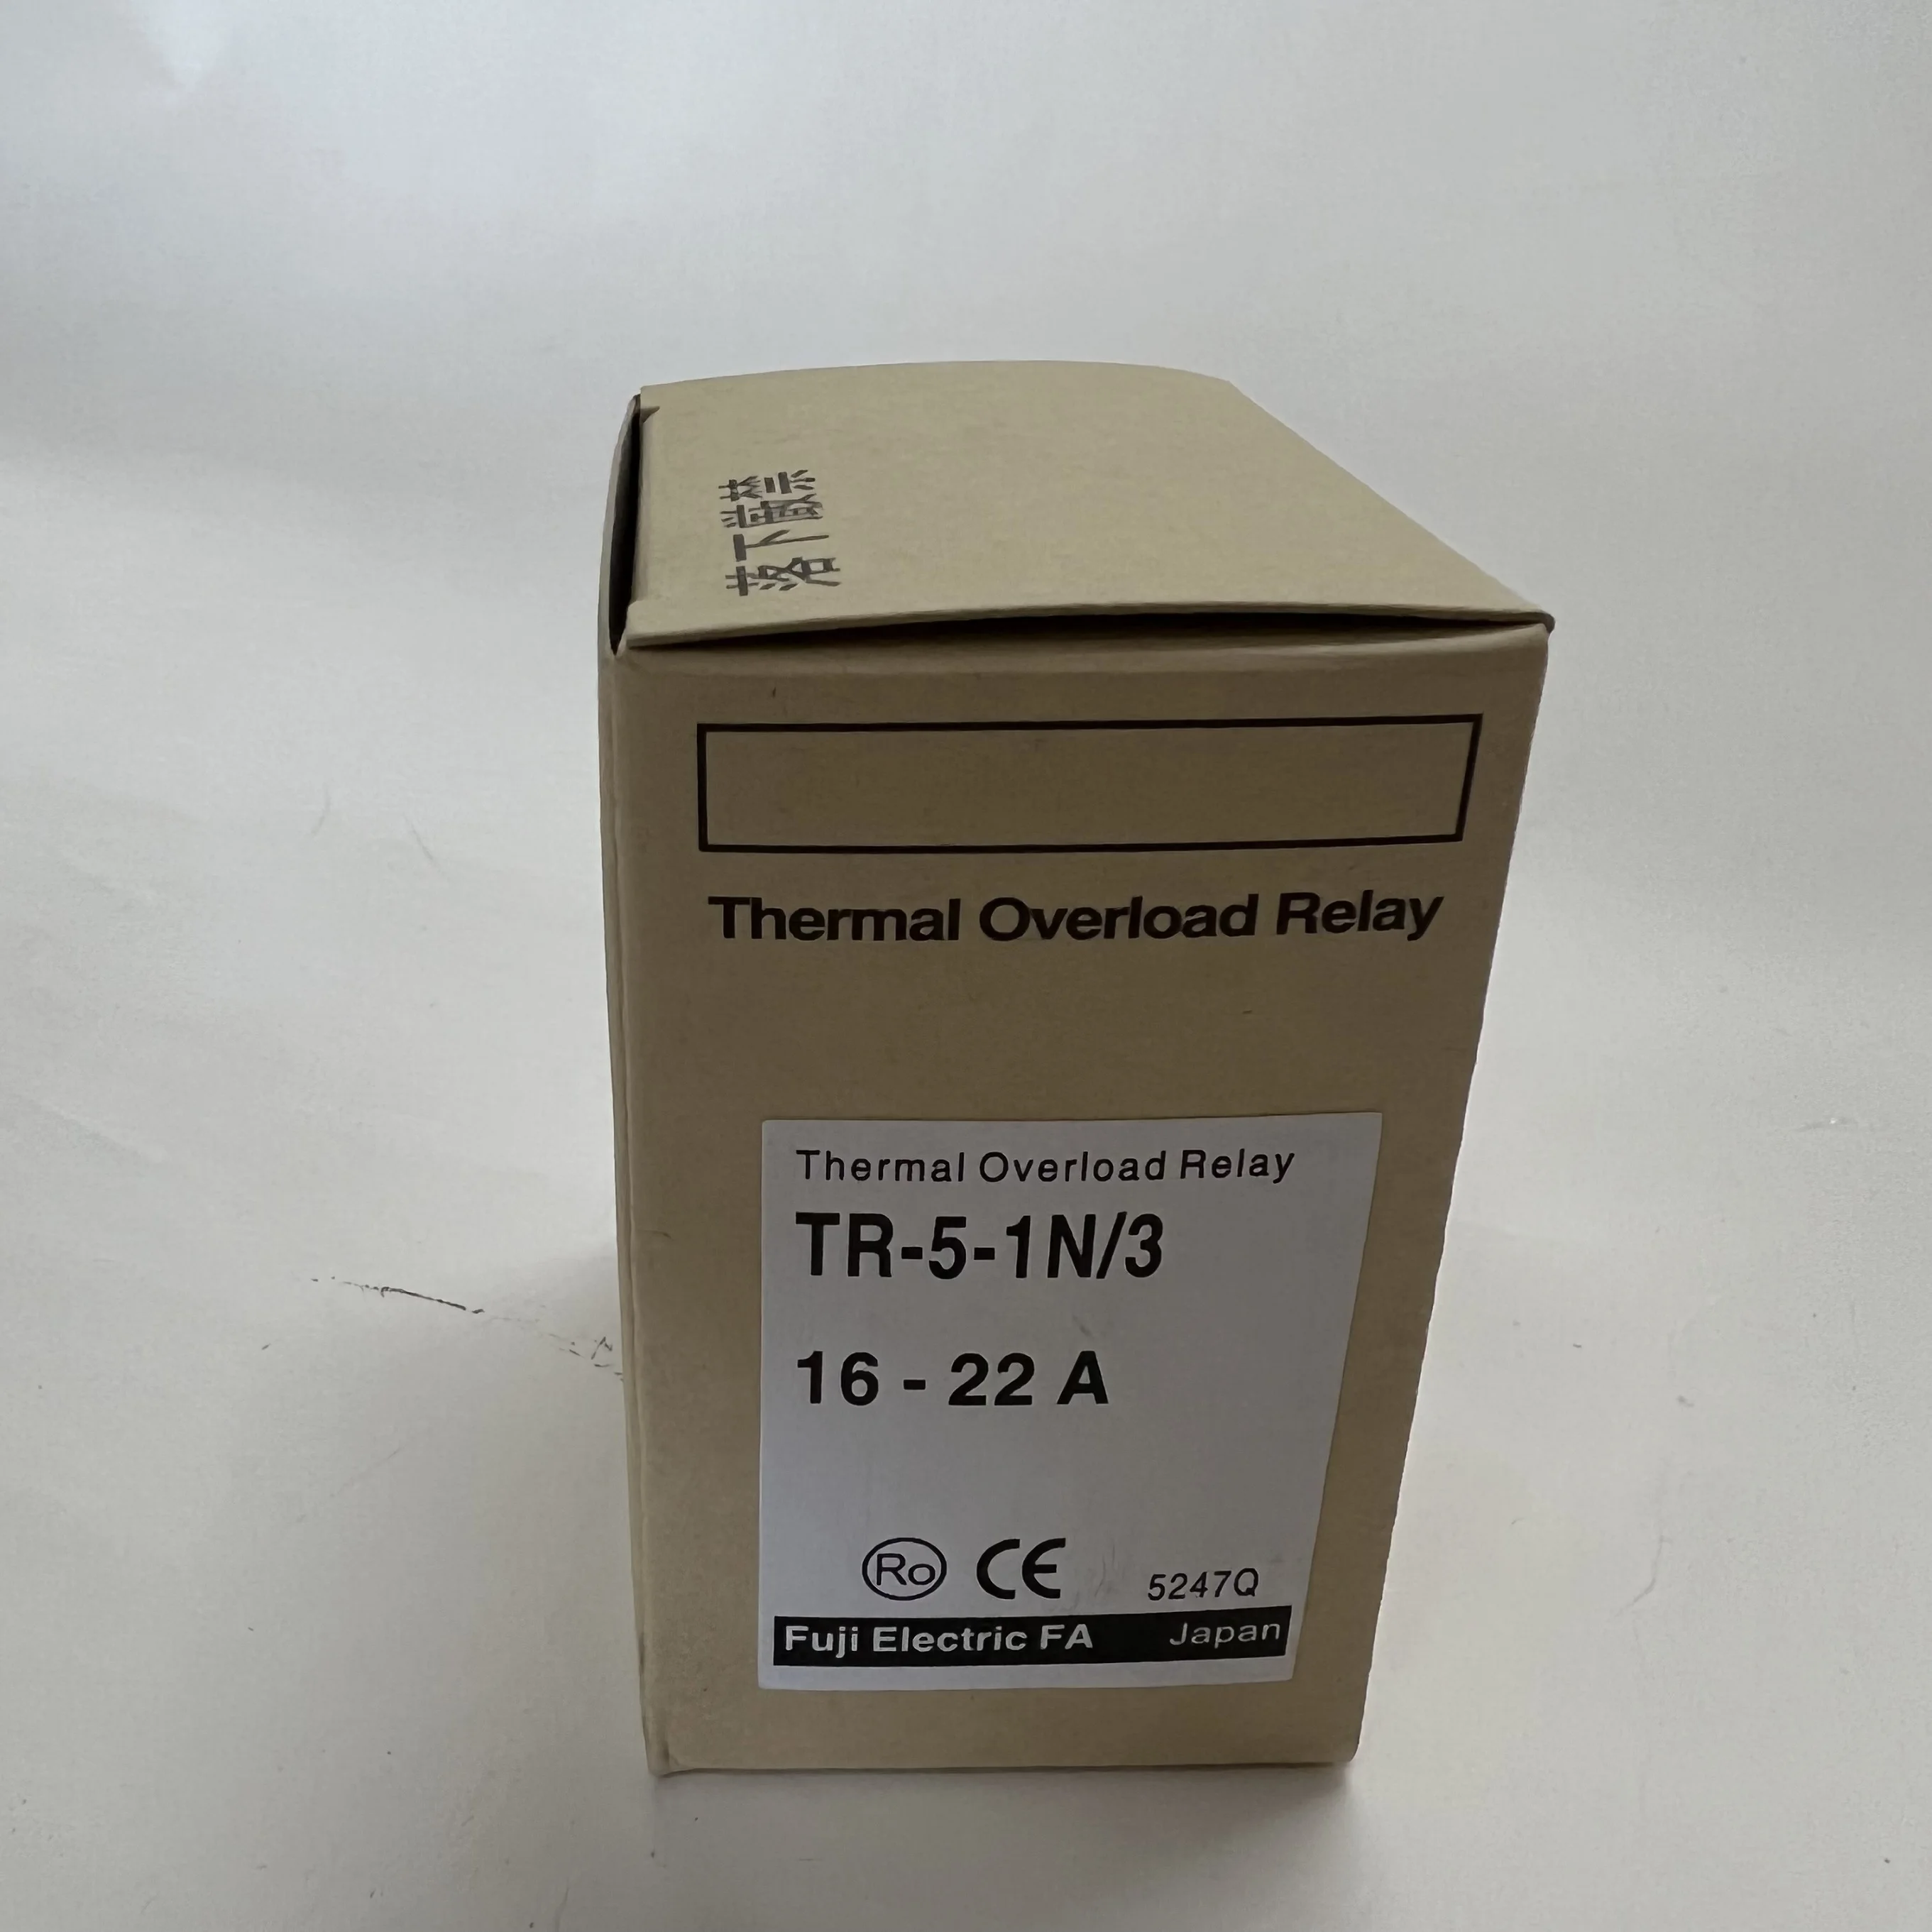 落下厳禁
Thermal Overload Relay
Thermal Overload Relay
TR-5-1N/3
16 - 22 A
Ro CE 5247Q
Fuji Electric FA Japan